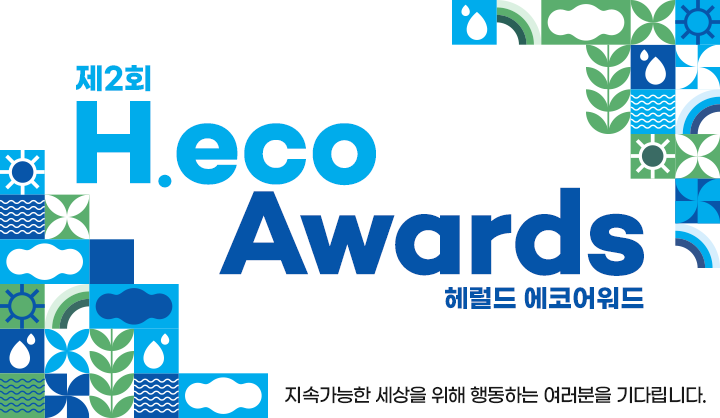 제2회
H.eco
Awards
헤럴드 에코어워드
지속가능한 세상을 위해 행동하는 여러분을 기다립니다.